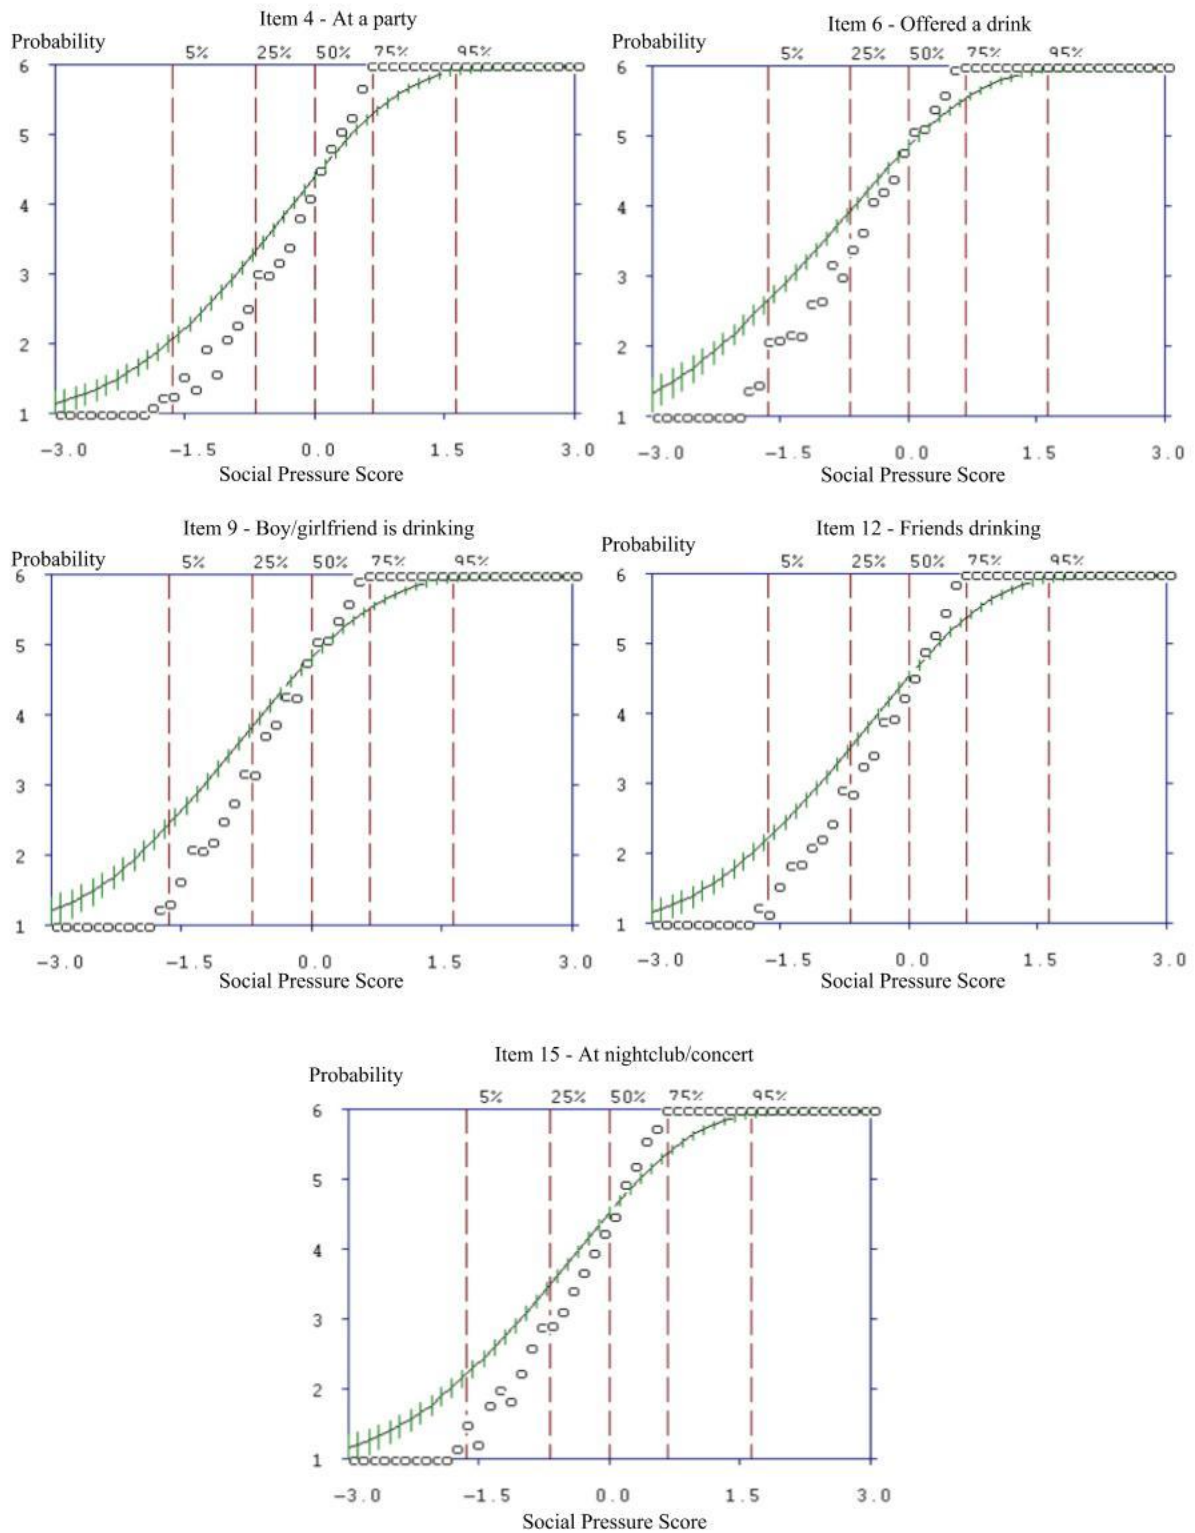 Item 4 - At a party
Probability
5% 25% 50% 75% 95%
6
5
4
3
2
1
-3.0 -1.5 0.0 1.5 3.0
Social Pressure Score
Item 6 - Offered a drink
Probability
5% 25% 50% 75% 95%
6
5
4
3
2
1
-3.0 -1.5 0.0 1.5 3.0
Social Pressure Score
Item 9 - Boy/girlfriend is drinking
Probability
5% 25% 50% 75% 95%
6
5
4
3
2
1
-3.0 -1.5 0.0 1.5 3.0
Social Pressure Score
Item 12 - Friends drinking
Probability
5% 25% 50% 75% 95%
6
5
4
3
2
1
-3.0 -1.5 0.0 1.5 3.0
Social Pressure Score
Item 15 - At nightclub/concert
Probability
5% 25% 50% 75% 95%
6
5
4
3
2
1
-3.0 -1.5 0.0 1.5 3.0
Social Pressure Score